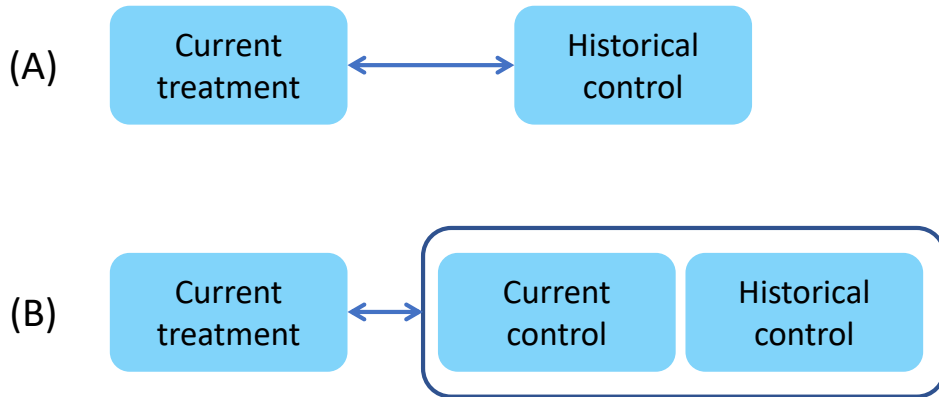 (A)
Current
treatment
Historical
control
(B)
Current
treatment
Current
control
Historical
control